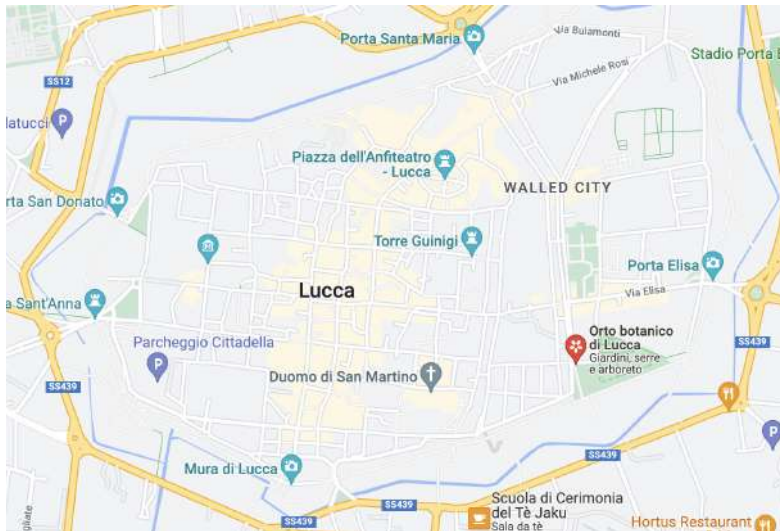 Porta Santa Maria
Via Buiamonti
Via Michele Rosi
Stadio Porta
SS12
P
latucci
Piazza dell'Anfiteatro
- Lucca
WALLED CITY
rta San Donato
Torre Guinigi
Porta Elisa
Lucca
Via Elisa
a Sant'Anna
Orto botanico
di Lucca
Giardini, serre
e arboreto
Parcheggio Cittadella
P
SS439
SS439
Duomo di San Martino
P
Mura di Lucca
SS439
SS439
Scuola di Cerimonia
del Tè Jaku
Sala da tè
Hortus Restaurant
gliate